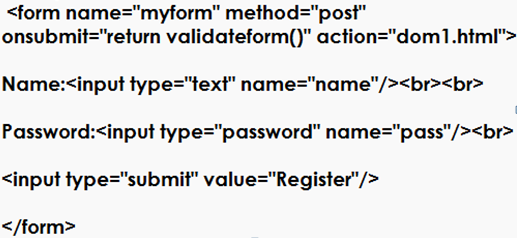 <form name="myform" method="post"
onsubmit="return validateform()" action="dom1.html">
Name:<input type="text" name="name"/><br><br>
Password:<input type="password" name="pass"/><br>
<input type="submit" value="Register"/>
</form>